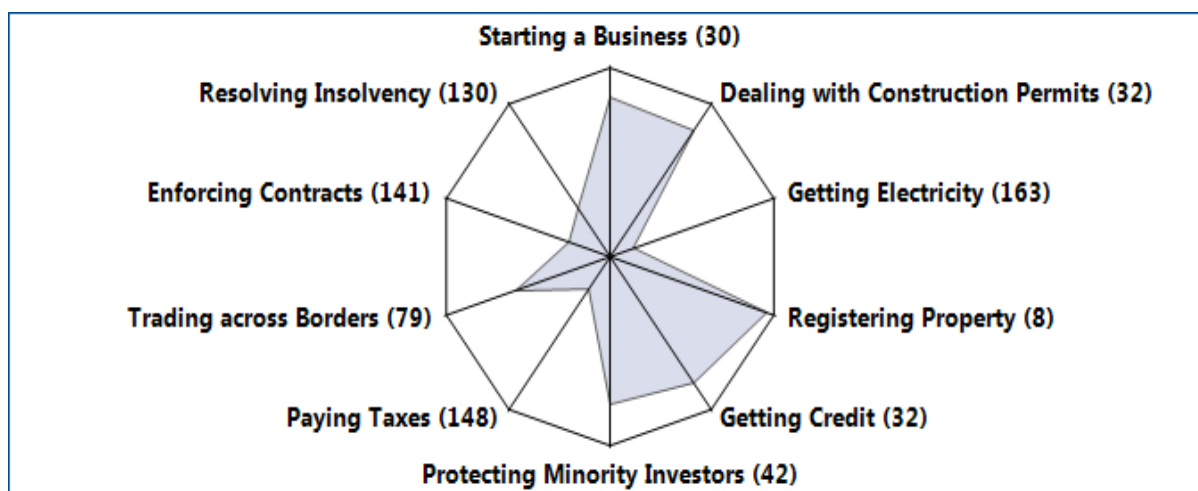 Starting a Business (30)
Resolving Insolvency (130)
Dealing with Construction Permits (32)
Enforcing Contracts (141)
Getting Electricity (163)
Trading across Borders (79)
Registering Property (8)
Paying Taxes (148)
Getting Credit (32)
Protecting Minority Investors (42)